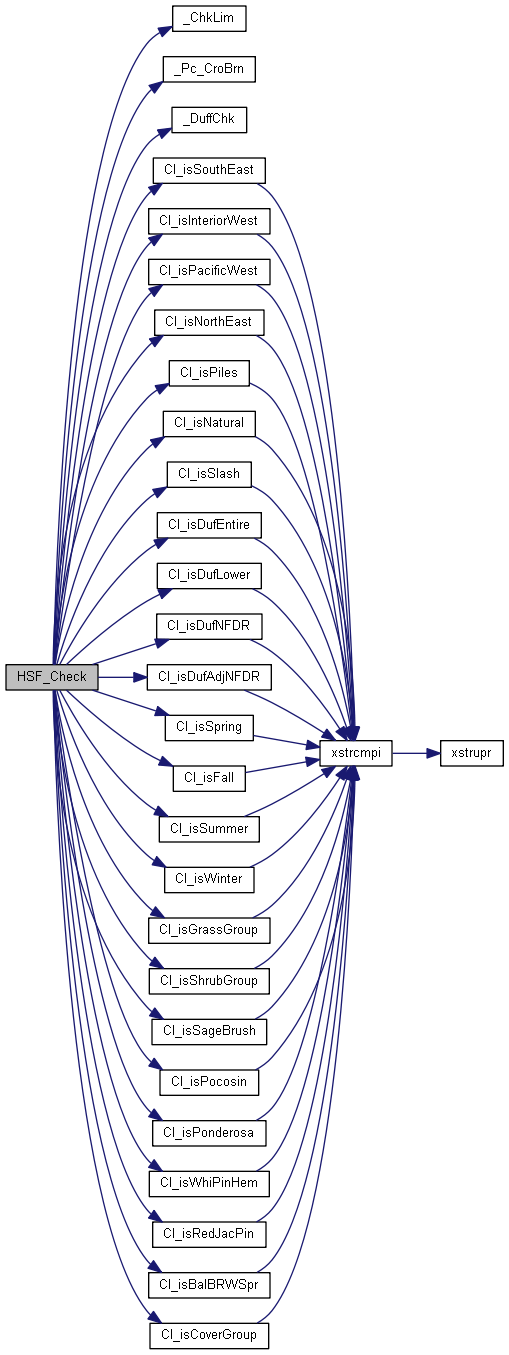 _ChkLim
_Pc_CroBrn
_DuffChk
CI_isSouthEast
CI_isInteriorWest
CI_isPacificWest
CI_isNorthEast
CI_isPiles
CI_isNatural
CI_isSlash
CI_isDufEntire
CI_isDufLower
CI_isDufNFDR
HSF_Check
CI_isDufAdjNFDR
CI_isSpring
xstrcmpi
xstrupr
CI_isFall
CI_isSummer
CI_isWinter
CI_isGrassGroup
CI_isShrubGroup
CI_isSageBrush
CI_isPocosin
CI_isPonderosa
CI_isWhiPinHem
CI_isRedJacPin
CI_isBalBRWSpr
CI_isCoverGroup